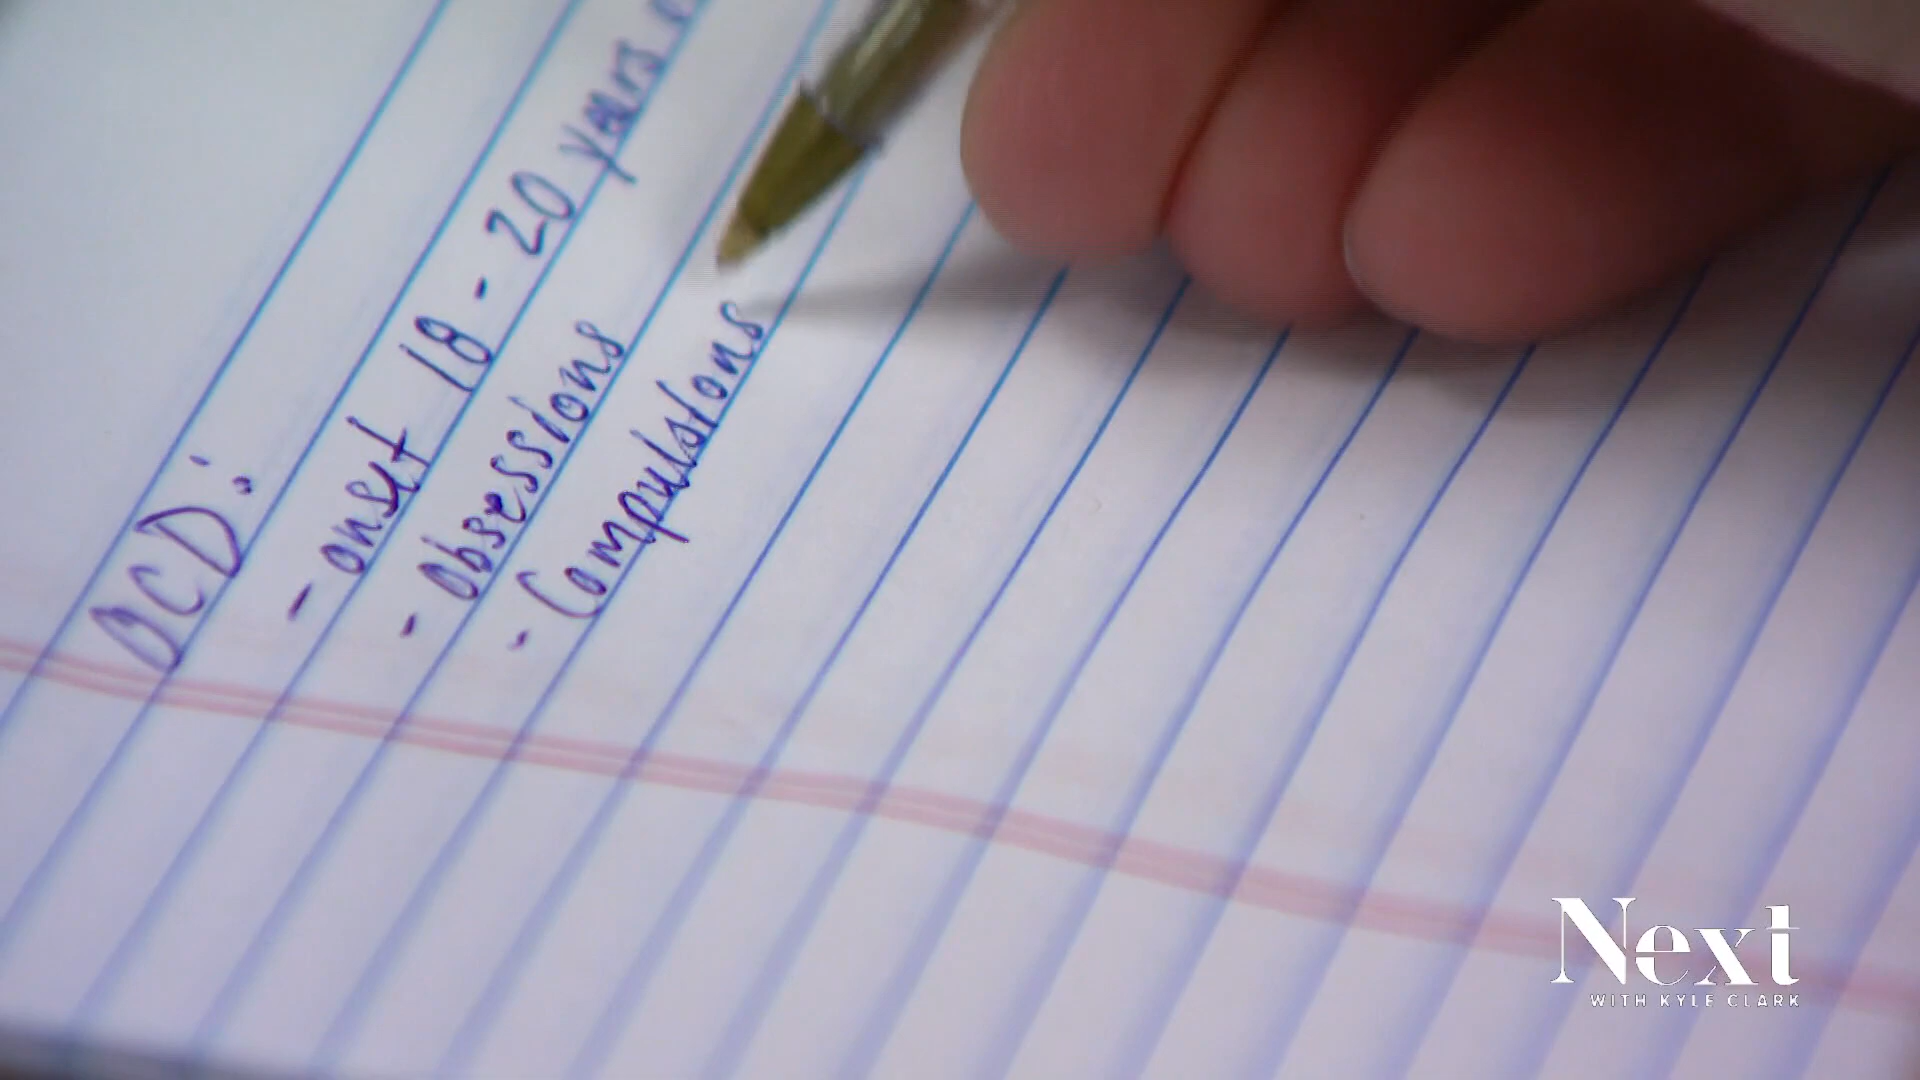 OCD:
- onset 18 - 20 years
- Obsessions
- Compulsions
Next
WITH KYLE CLARK